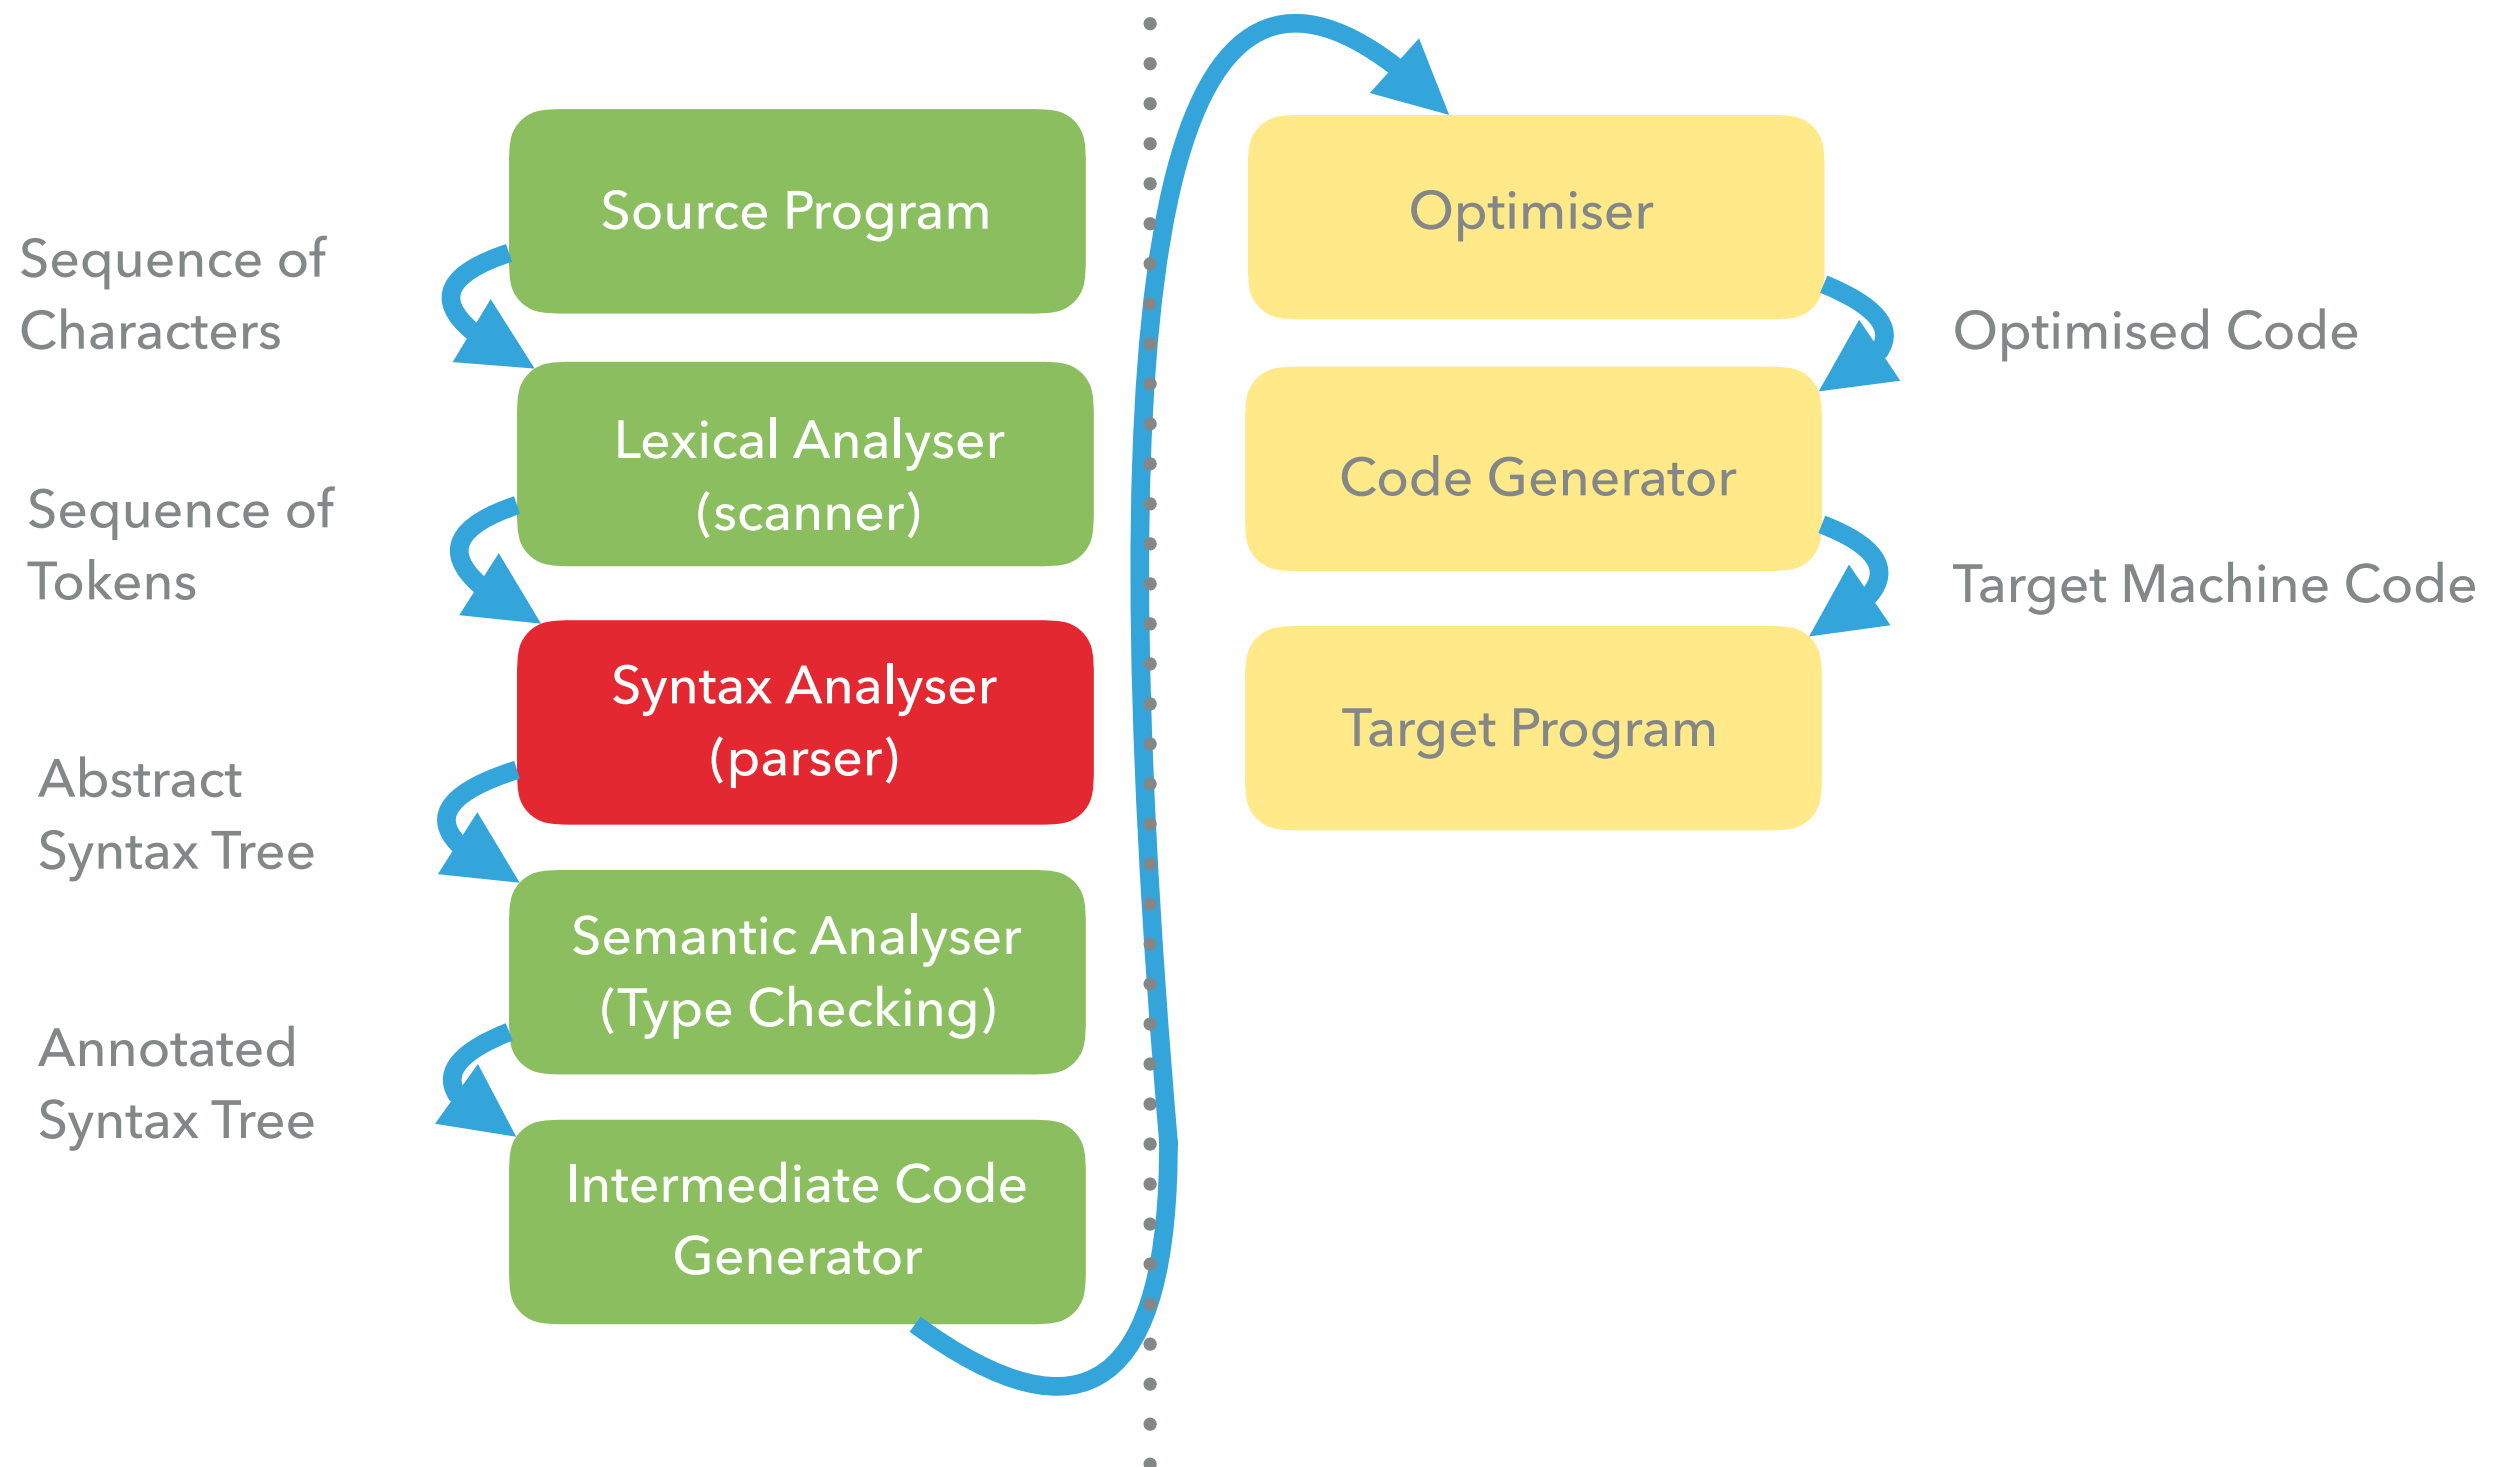 Source Program
Sequence of
Characters
Lexical Analyser
(scanner)
Sequence of
Tokens
Syntax Analyser
(parser)
Abstract
Syntax Tree
Semantic Analyser
(Type Checking)
Annotated
Syntax Tree
Intermediate Code
Generator
Optimiser
Optimised Code
Code Generator
Target Machine Code
Target Program